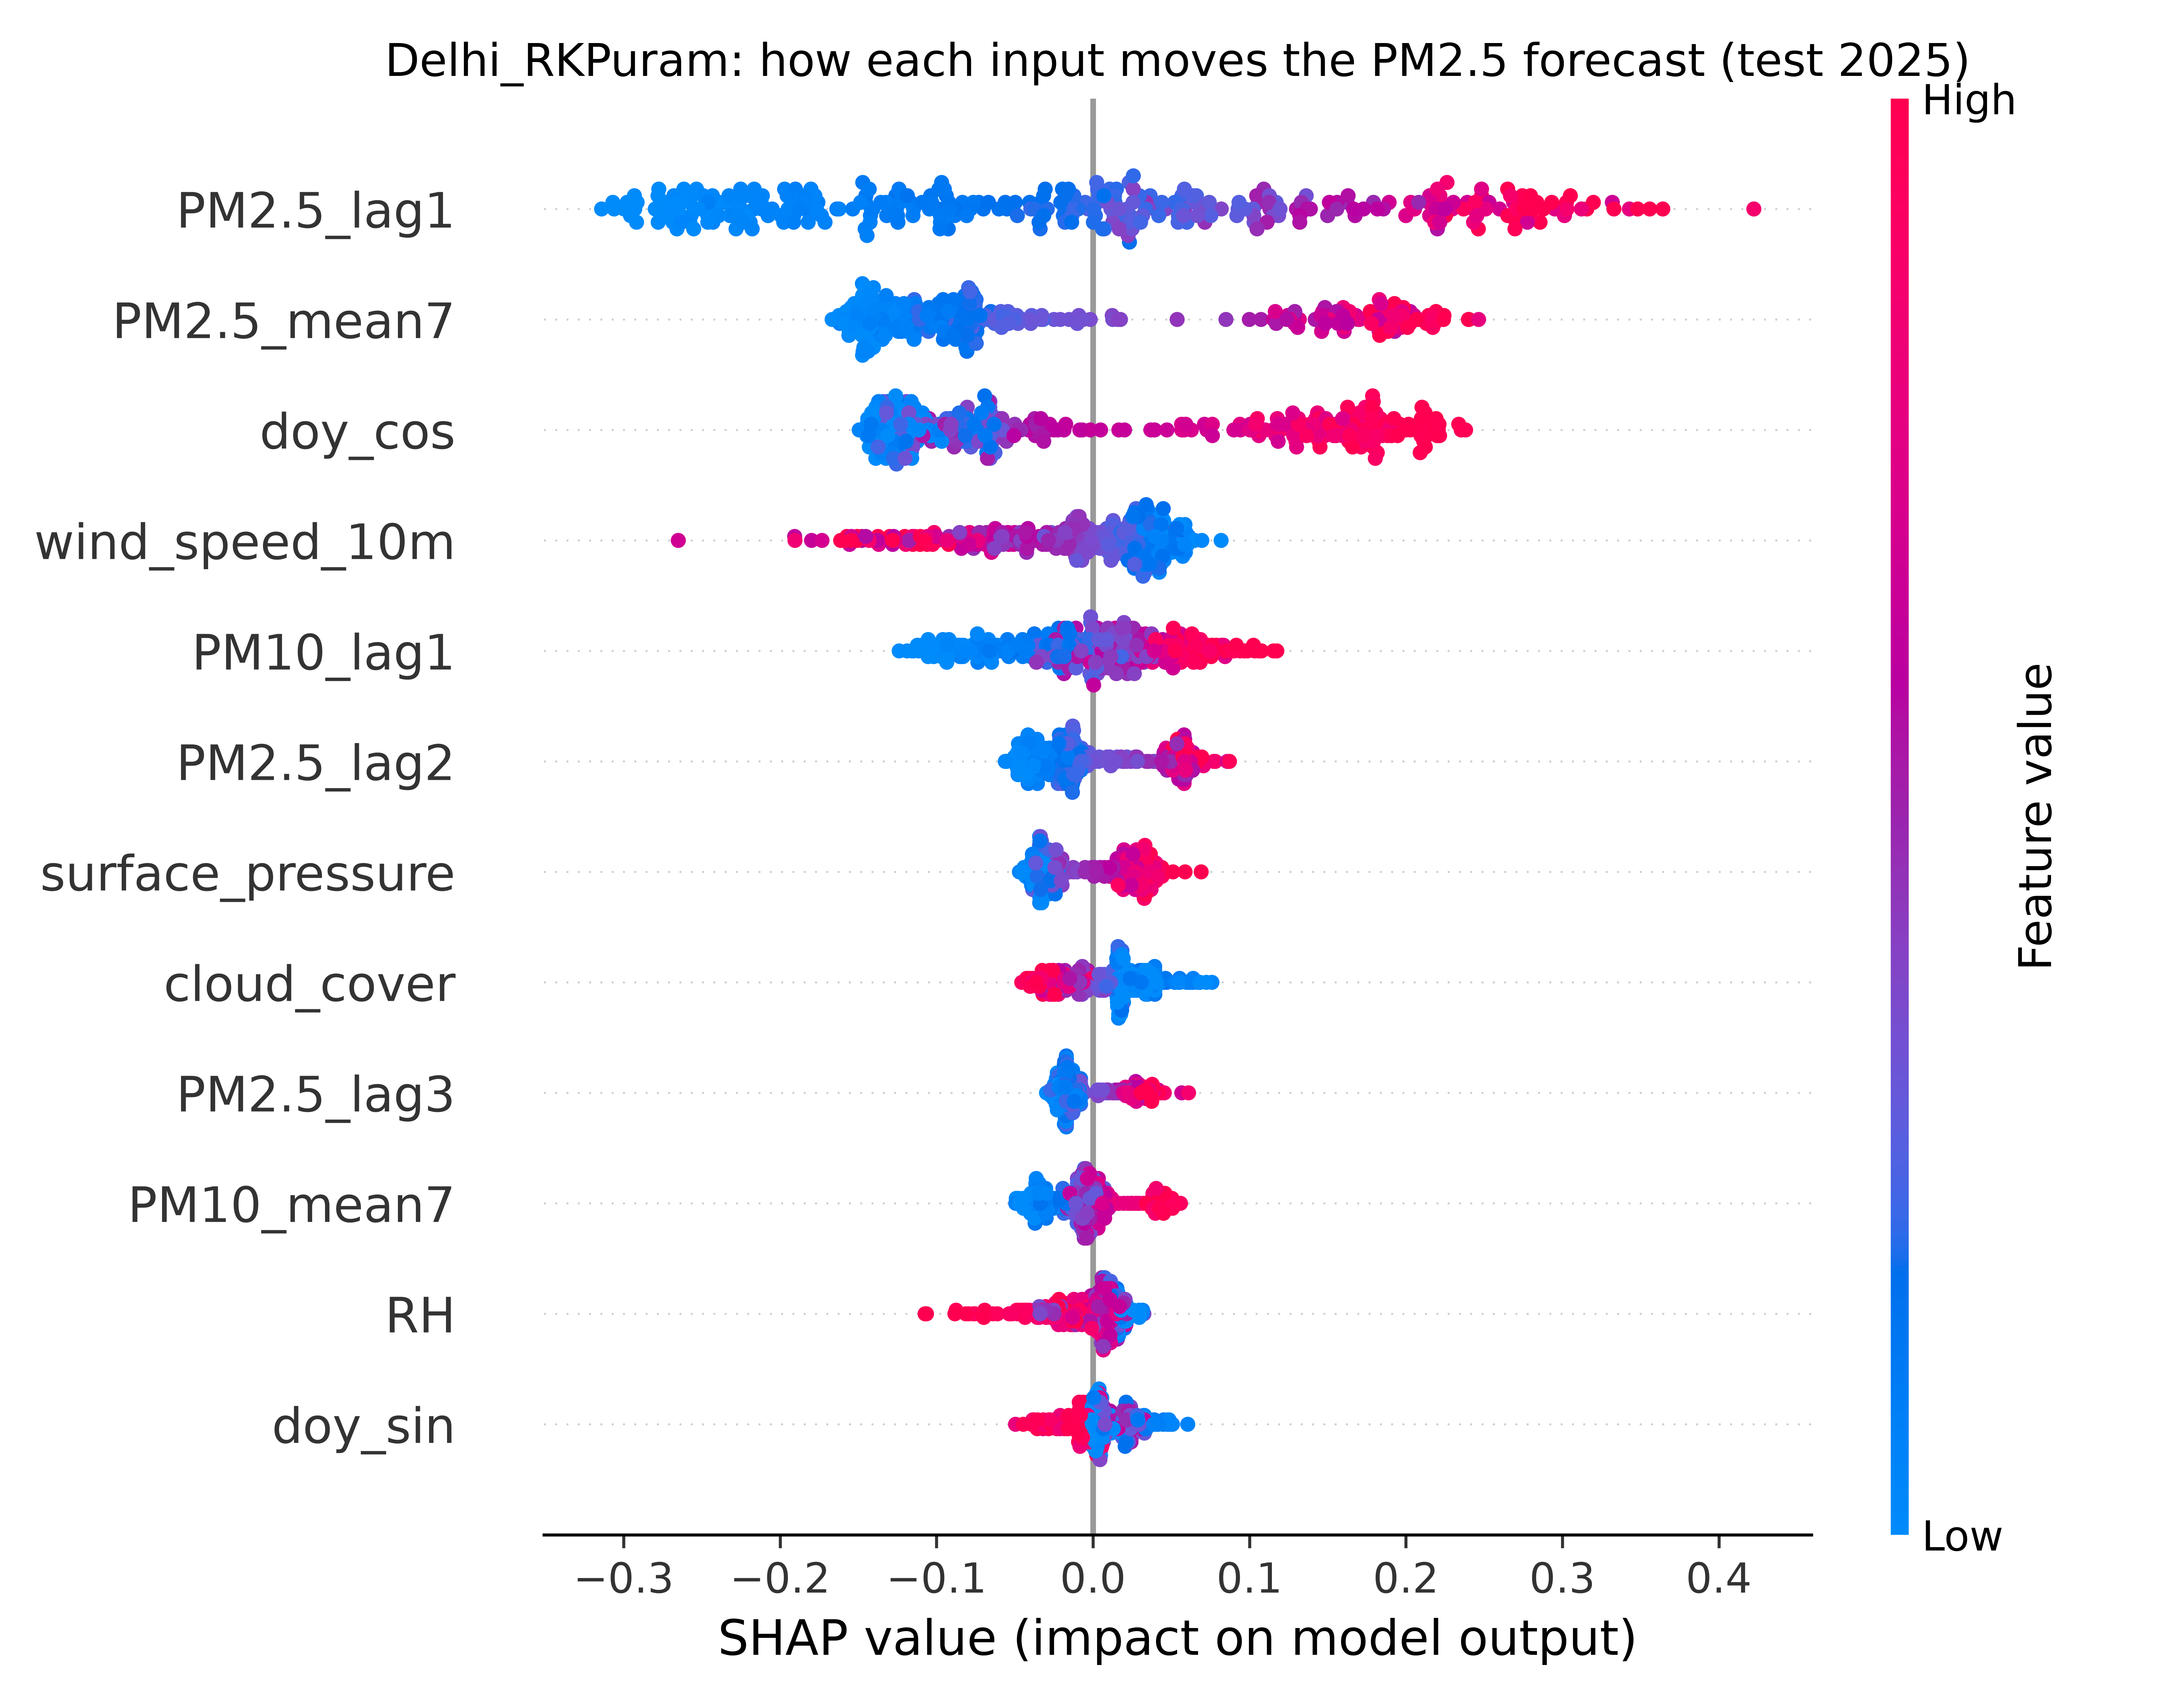 Delhi_RKPuram: how each input moves the PM2.5 forecast (test 2025)
High
PM2.5_lag1
PM2.5_mean7
doy_cos
wind_speed_10m
PM10_lag1
PM2.5_lag2
surface_pressure
cloud_cover
PM2.5_lag3
PM10_mean7
RH
doy_sin
Feature value
Low
−0.3 −0.2 −0.1 0.0 0.1 0.2 0.3 0.4
SHAP value (impact on model output)